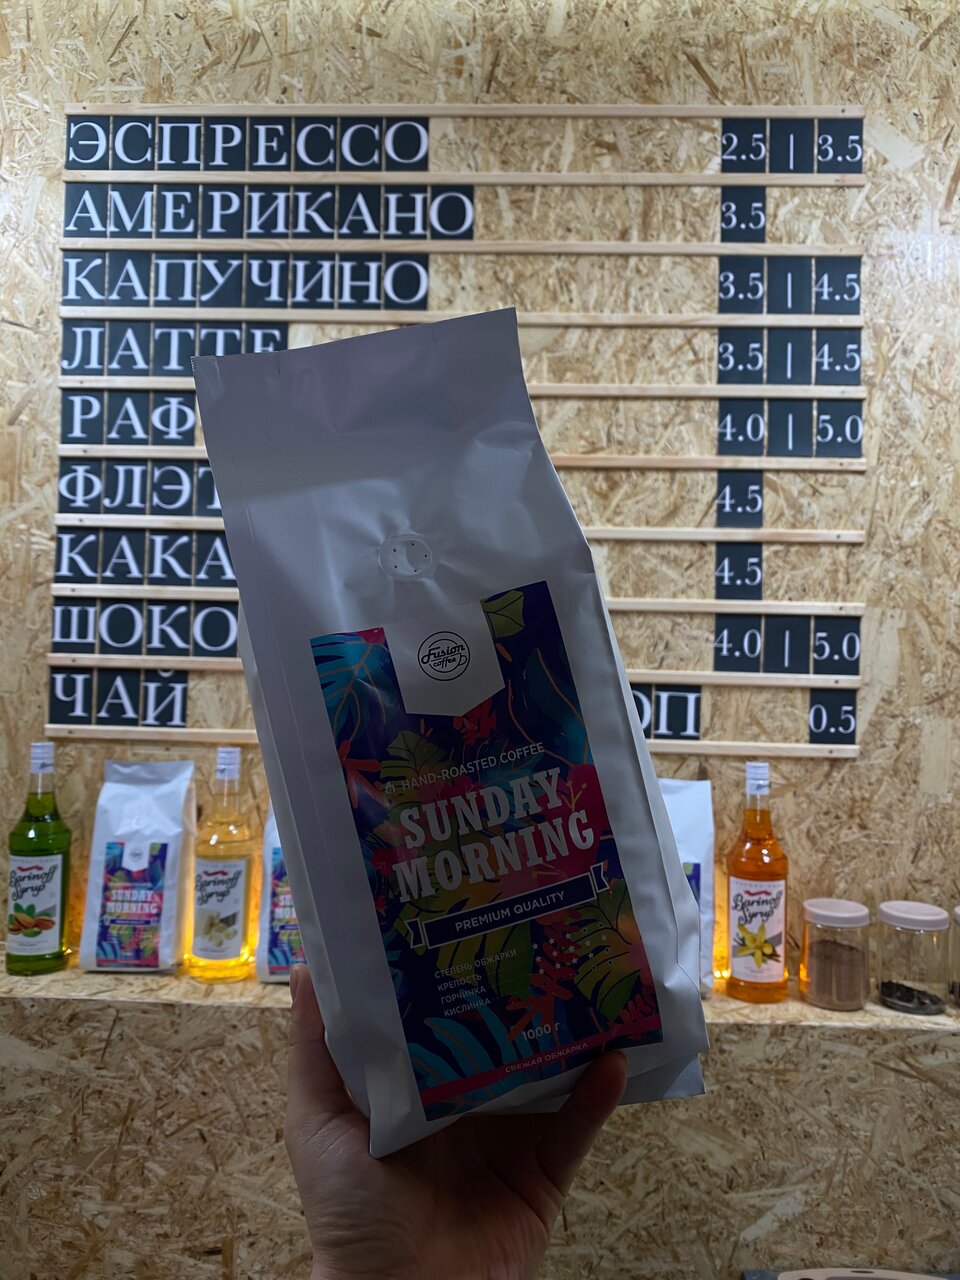 ЭСПРЕССО 2.5 | 3.5
АМЕРИКАНО 3.5
КАПУЧИНО 3.5 | 4.5
ЛАТТЕ 3.5 | 4.5
РАФ 4.0 | 5.0
ФЛЭТ 4.5
КАКА 4.5
ШОКО 4.0 | 5.0
ЧАЙ ОП 0.5
Fusion
coffee
HAND-ROASTED COFFEE
SUNDAY
MORNING
PREMIUM QUALITY
СТЕПЕНЬ ОБЖАРКИ
КРЕПОСТЬ
ГОРЧИНКА
КИСЛИНКА
1000 г
СВЕЖАЯ ОБЖАРКА
Barinoff
Syrup
SUNDAY
MORNING
Barinoff
Syrup
SU
MO
Barinoff
Syrup